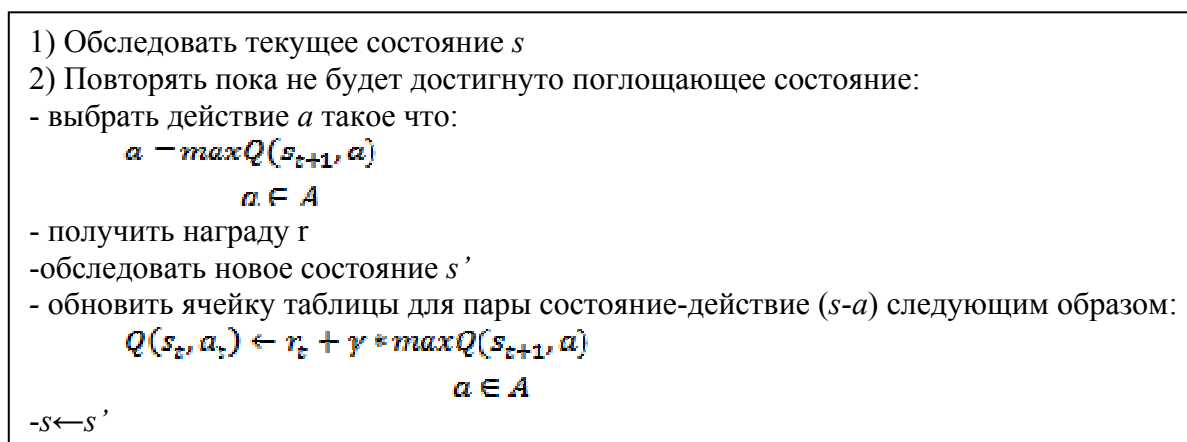 1) Обследовать текущее состояние s
2) Повторять пока не будет достигнуто поглощающее состояние:
- выбрать действие a такое что:
a − maxQ(sₜ₊₁, a)
a ∈ A
- получить награду r
-обследовать новое состояние s’
- обновить ячейку таблицы для пары состояние-действие (s-a) следующим образом:
Q(sₜ, aₜ) ← rₜ + γ * maxQ(sₜ₊₁, a)
a ∈ A
-s←s’